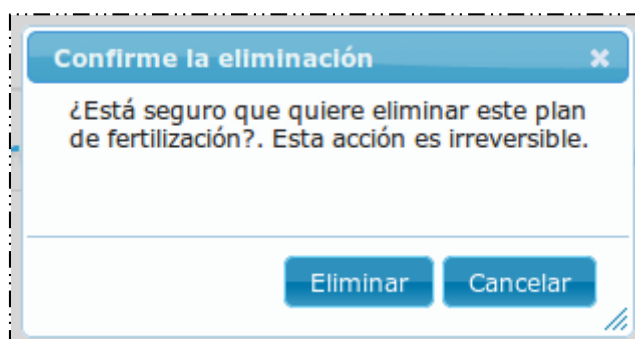 Confirme la eliminación
¿Está seguro que quiere eliminar este plan
de fertilización?. Esta acción es irreversible.
Eliminar Cancelar